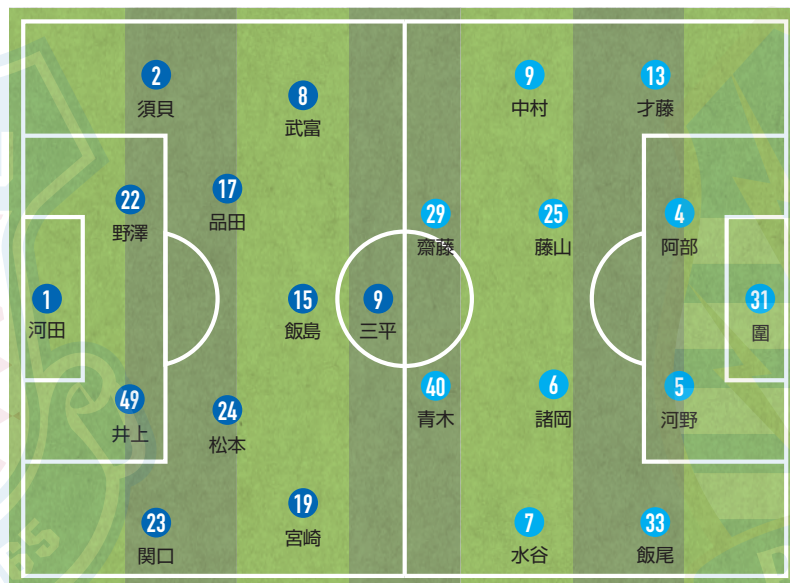 2
須貝
8
武富
22
野澤
17
品田
1
河田
15
飯島
9
三平
49
井上
24
松本
23
関口
19
宮崎
9
中村
13
才藤
29
齋藤
25
藤山
4
阿部
31
圍
40
青木
6
諸岡
5
河野
7
水谷
33
飯尾